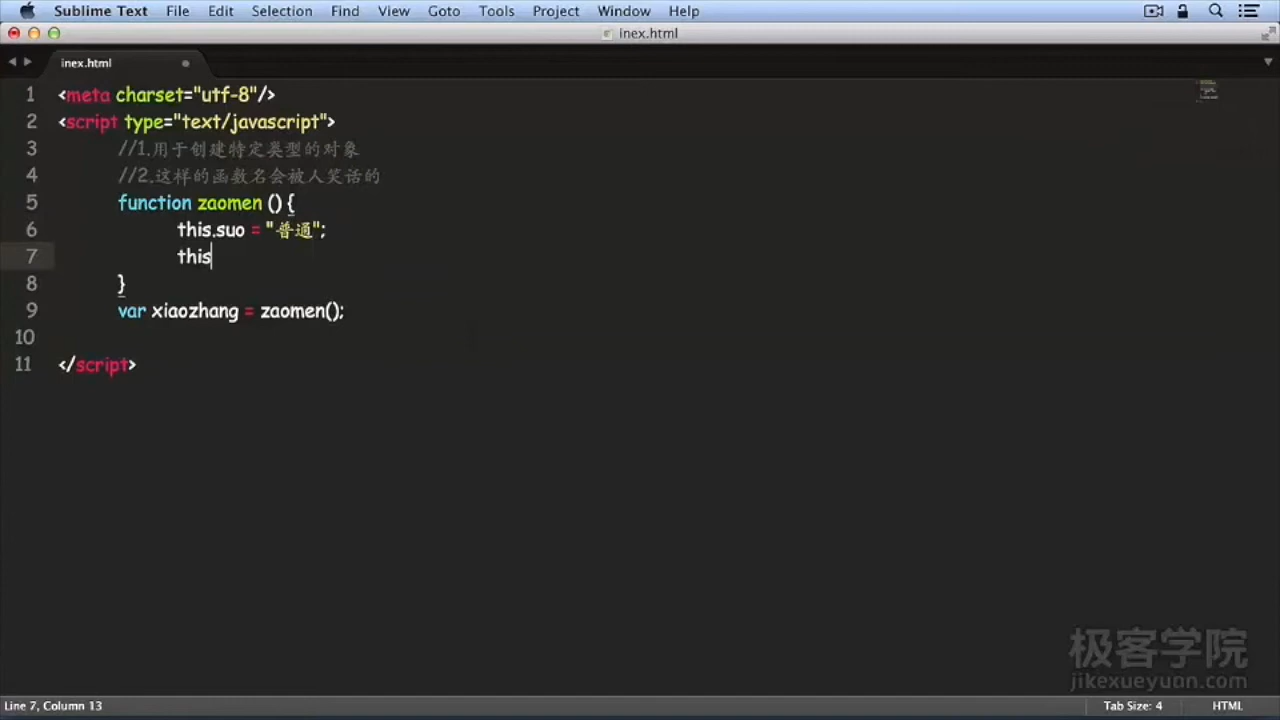 Sublime Text File Edit Selection Find View Goto Tools Project Window Help
inex.html
inex.html
1 <meta charset="utf-8"/>
2 <script type="text/javascript">
3 //1.用于创建特定类型的对象
4 //2.这样的函数名会被人笑话的
5 function zaomen () {
6 this.suo = "普通";
7 this
8 }
9 var xiaozhang = zaomen();
10
11 </script>
极客学院
jikexueyuan.com
Line 7, Column 13 Tab Size: 4 HTML